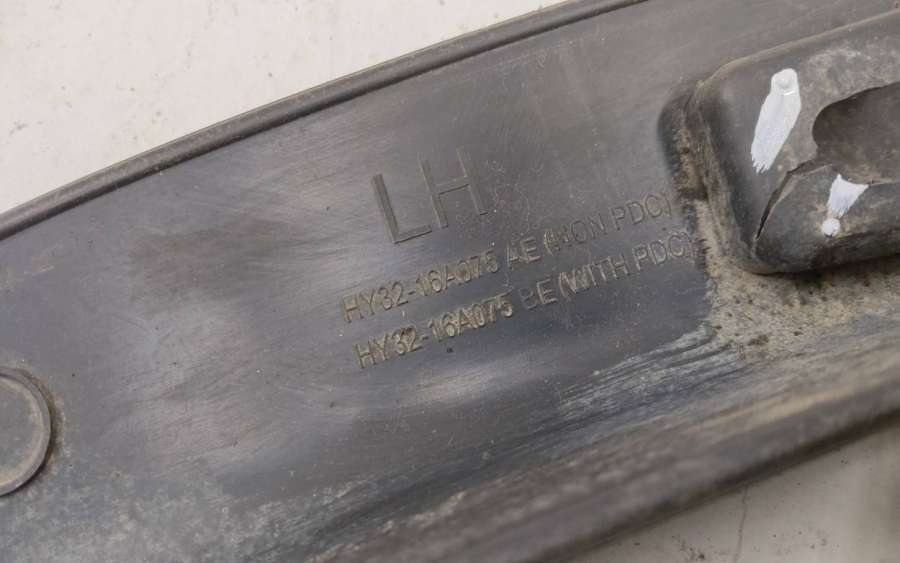 LH
HY32-16A075 AE (NON PDC)
HY32-16A075 BE (WITH PDC)